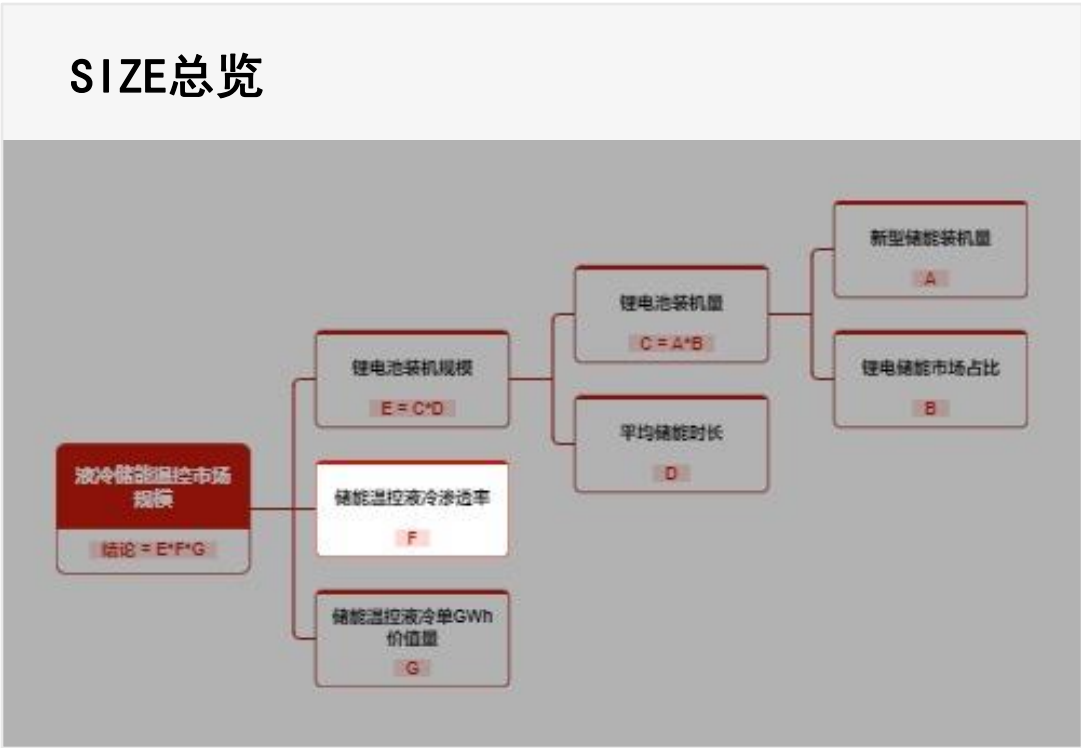 SIZE总览
新型储能装机量
A
锂电池装机量
C = A*B
锂电储能市场占比
B
锂电池装机规模
E = C*D
平均储能时长
D
液冷储能温控市场
规模
结论 = E*F*G
储能温控液冷渗透率
F
储能温控液冷单GWh
价值量
G